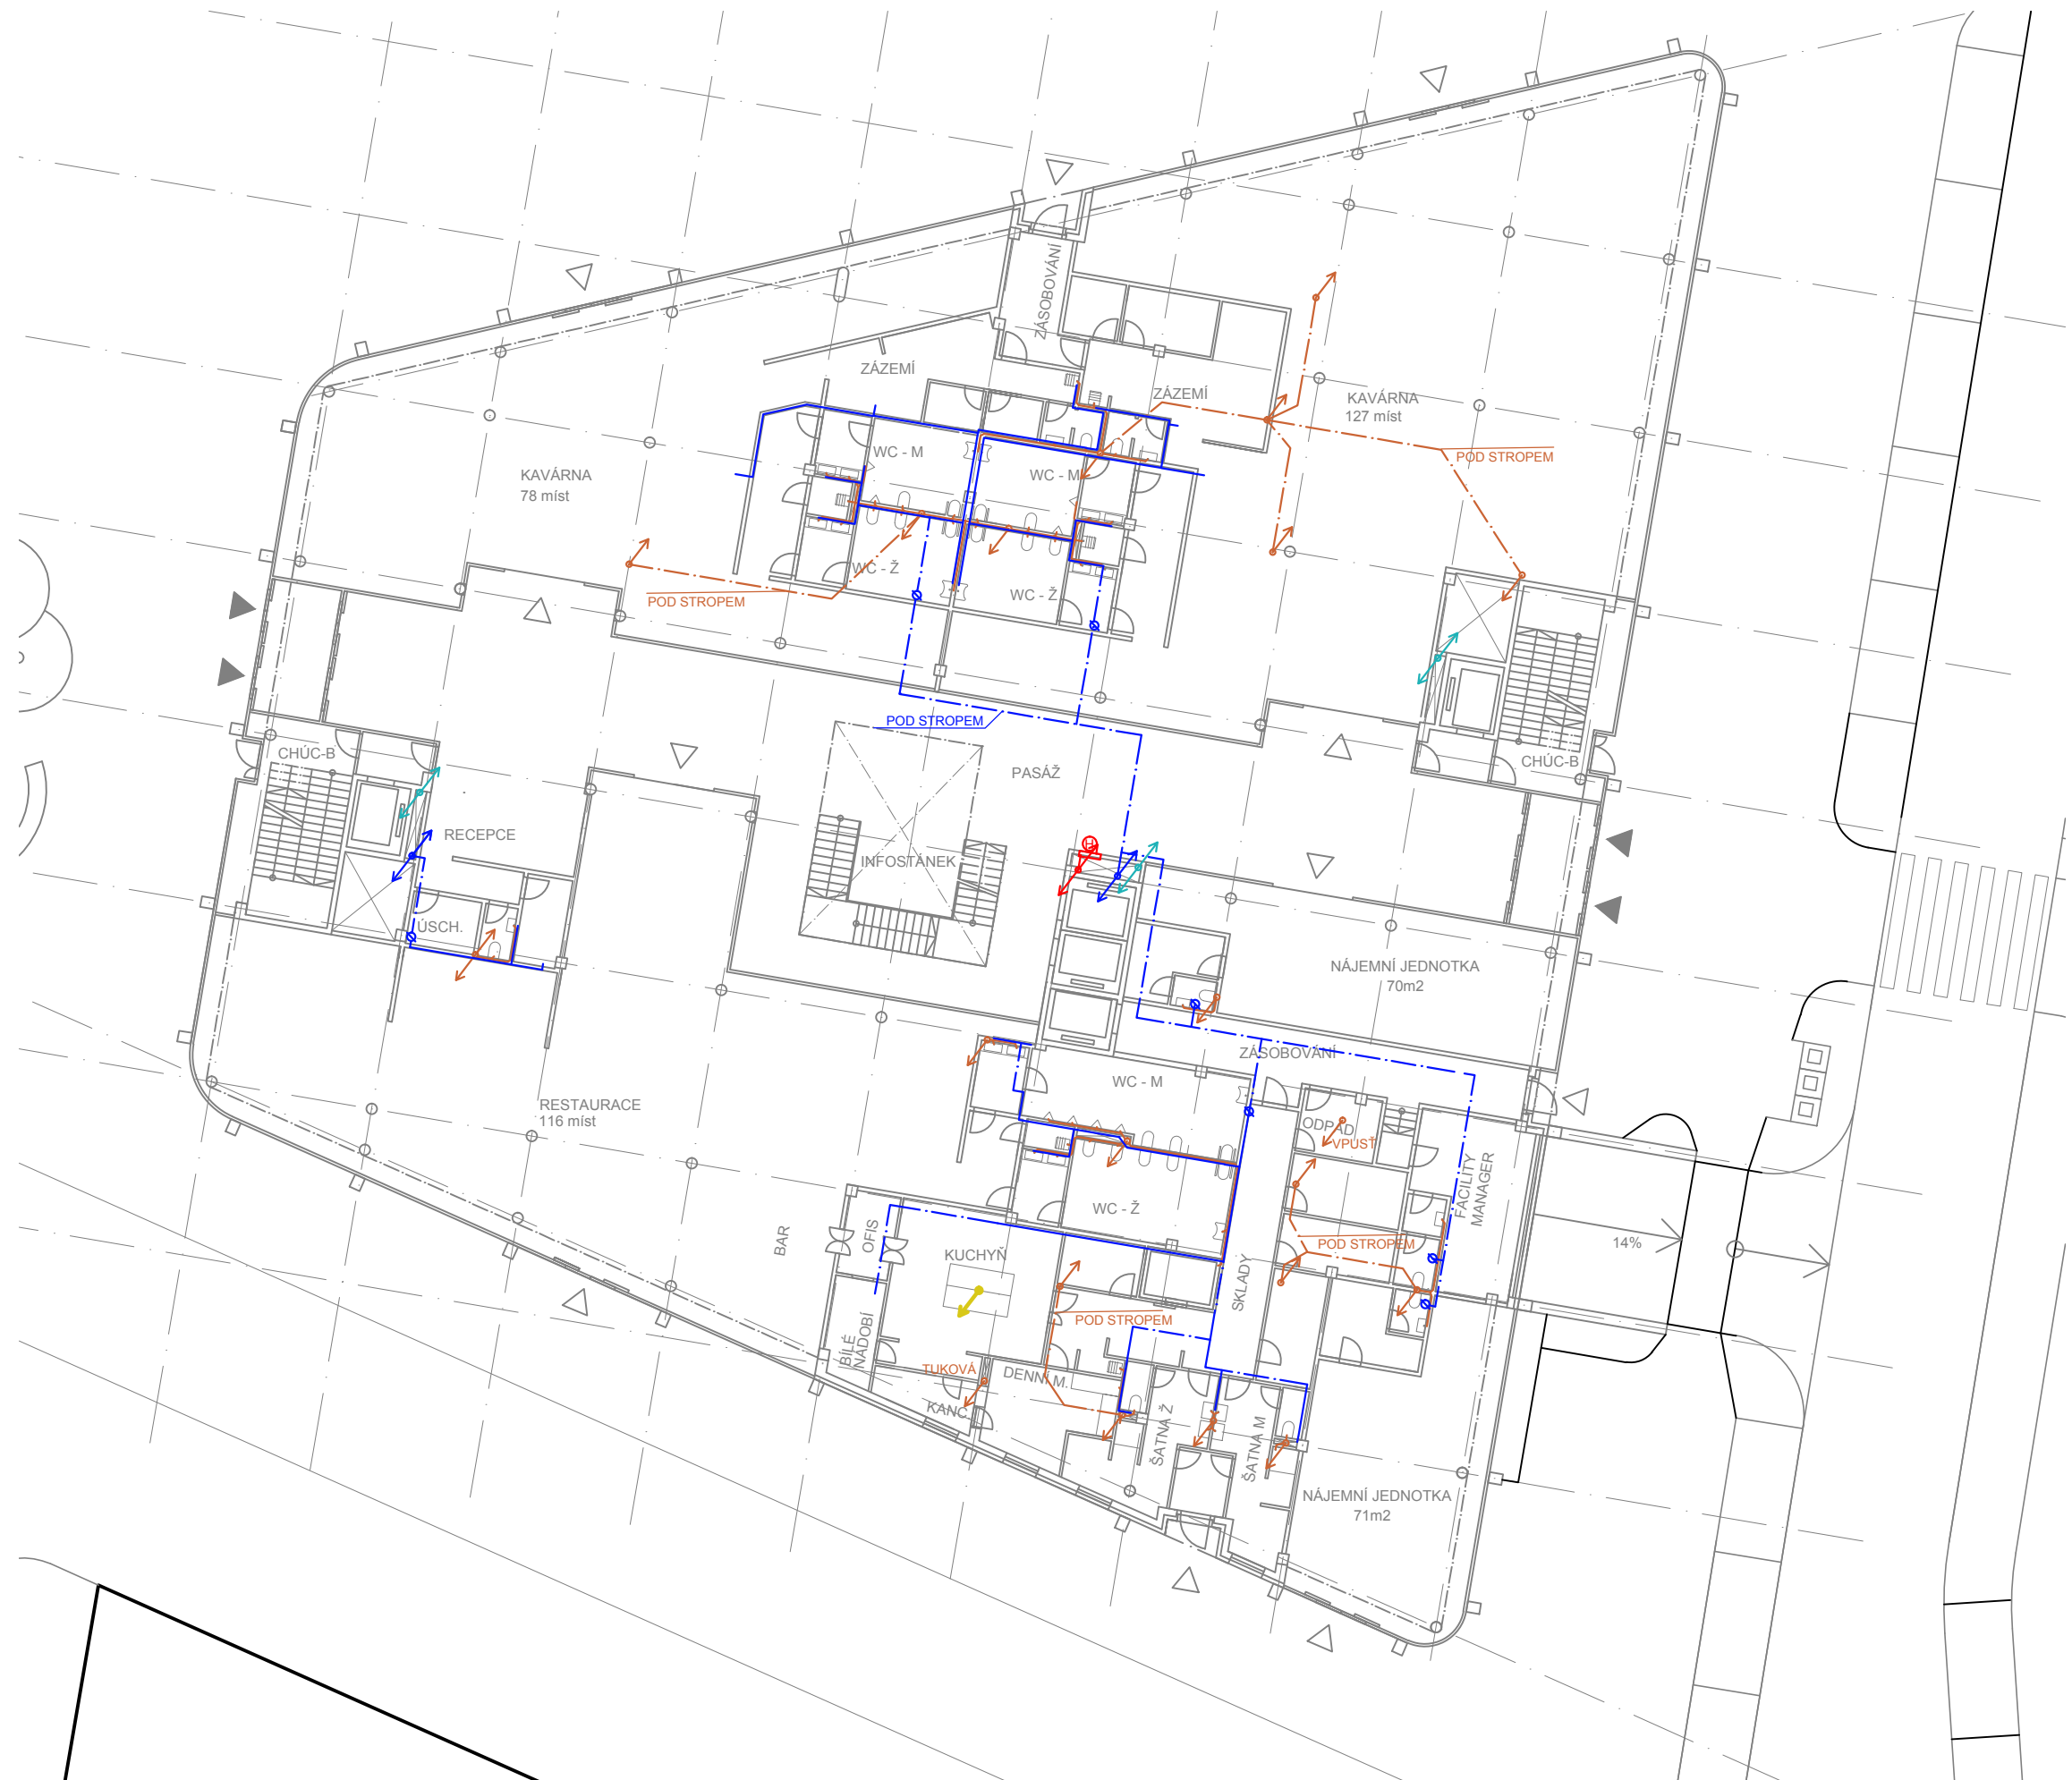 ZÁSOBOVÁNÍ
ZÁZEMÍ
ZÁZEMÍ
KAVÁRNA
127 míst
WC - M
WC - M
POD STROPEM
KAVÁRNA
78 míst
WC - Ž
WC - Ž
POD STROPEM
POD STROPEM
CHÚC-B
PASÁŽ
CHÚC-B
RECEPCE
H
INFOSTÁNEK
ÚSCH.
NÁJEMNÍ JEDNOTKA
70m2
ZÁSOBOVÁNÍ
WC - M
RESTAURACE
116 míst
ODPAD
VPUSŤ
FACILITY
MANAGER
WC - Ž
BAR
OFIS
KUCHYŇ
POD STROPEM
14%
SKLADY
POD STROPEM
BÍLÉ
NÁDOBÍ
TUKOVÁ
DENNÍ M.
KANC.
ŠATNA Ž
ŠATNA M
NÁJEMNÍ JEDNOTKA
71m2